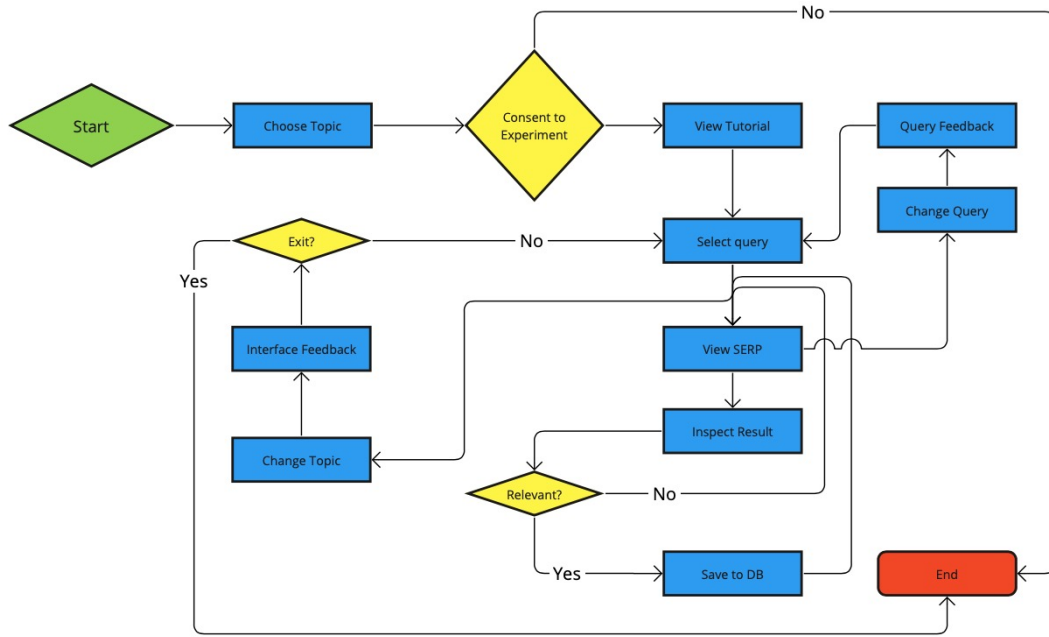 No
Start
Choose Topic
Consent to
Experiment
View Tutorial
Query Feedback
Change Query
Exit?
No
Select query
Yes
Interface Feedback
View SERP
Inspect Result
Change Topic
Relevant?
No
Yes
Save to DB
End